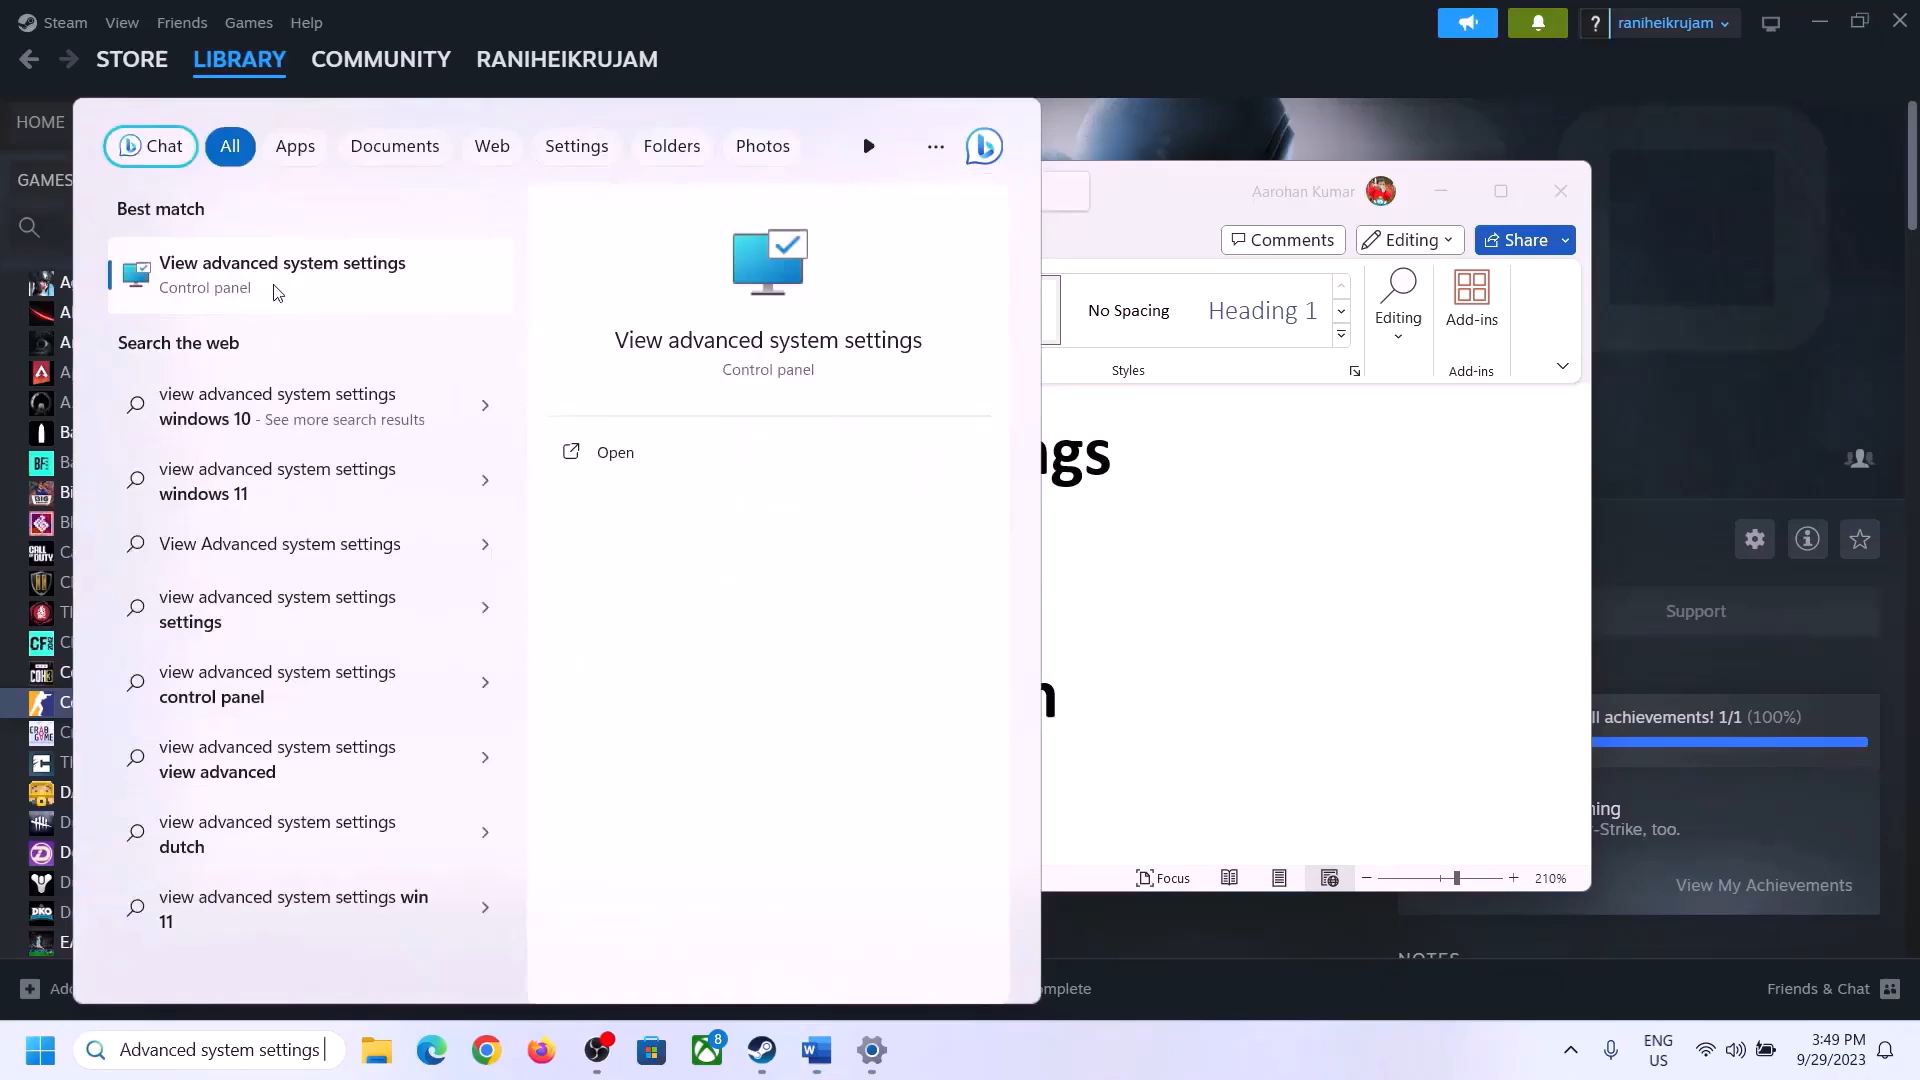 Steam View Friends Games Help
raniheikrujam
STORE LIBRARY COMMUNITY RANIHEIKRUJAM
HOME
GAMES
Chat All Apps Documents Web Settings Folders Photos
Best match
View advanced system settings
Control panel
Search the web
view advanced system settings
windows 10 - See more search results
view advanced system settings
windows 11
View Advanced system settings
view advanced system settings
settings
view advanced system settings
control panel
view advanced system settings
view advanced
view advanced system settings
dutch
view advanced system settings win
11
View advanced system settings
Control panel
Open
Aarohan Kumar
Comments Editing Share
No Spacing Heading 1
Editing Add-ins
Styles Add-ins
ngs
n
Focus 210%
Support
ll achievements! 1/1 (100%)
ning
-Strike, too.
View My Achievements
NOTES
Add
mplete
Friends & Chat
Advanced system settings
8
ENG
US
3:49 PM
9/29/2023